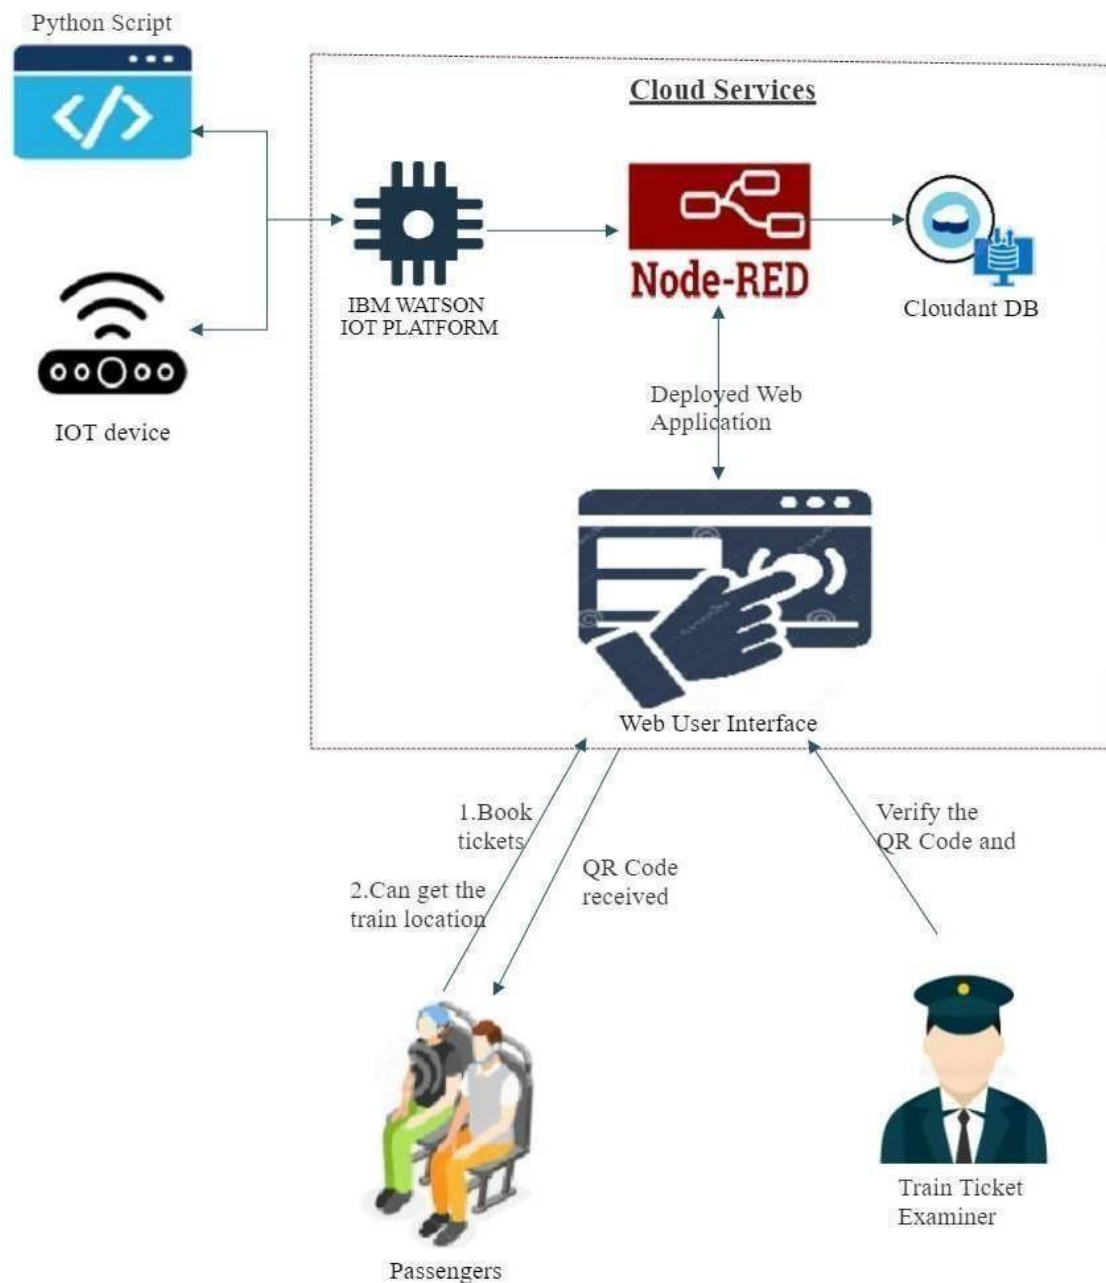 Python Script
Cloud Services
</>
IBM WATSON
IOT PLATFORM
Node-RED
Cloudant DB
IOT device
Deployed Web
Application
Web User Interface
1.Book
tickets
2.Can get the
train location
QR Code
received
Verify the
QR Code and
Train Ticket
Examiner
Passengers